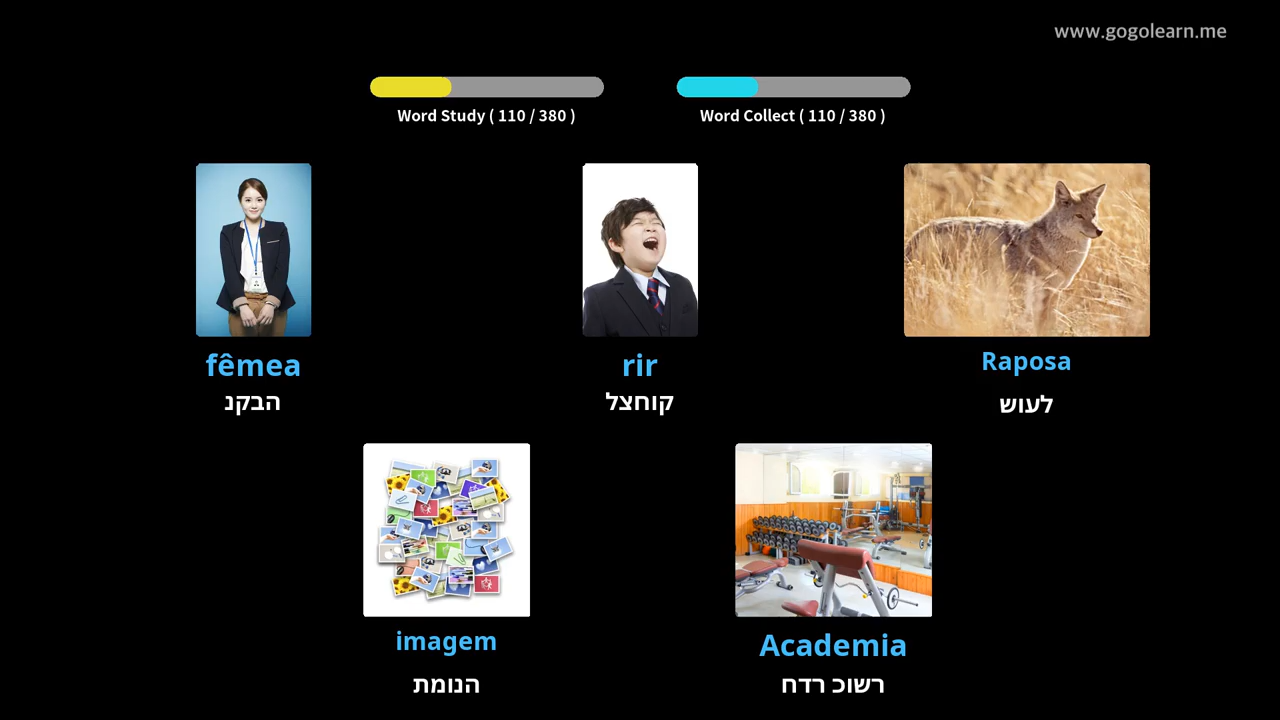 www.gogolearn.me
Word Study ( 110 / 380 )
Word Collect ( 110 / 380 )
fêmea
הבקנ
rir
קוחצל
Raposa
לעוש
imagem
הנומת
Academia
רשוכ רדח